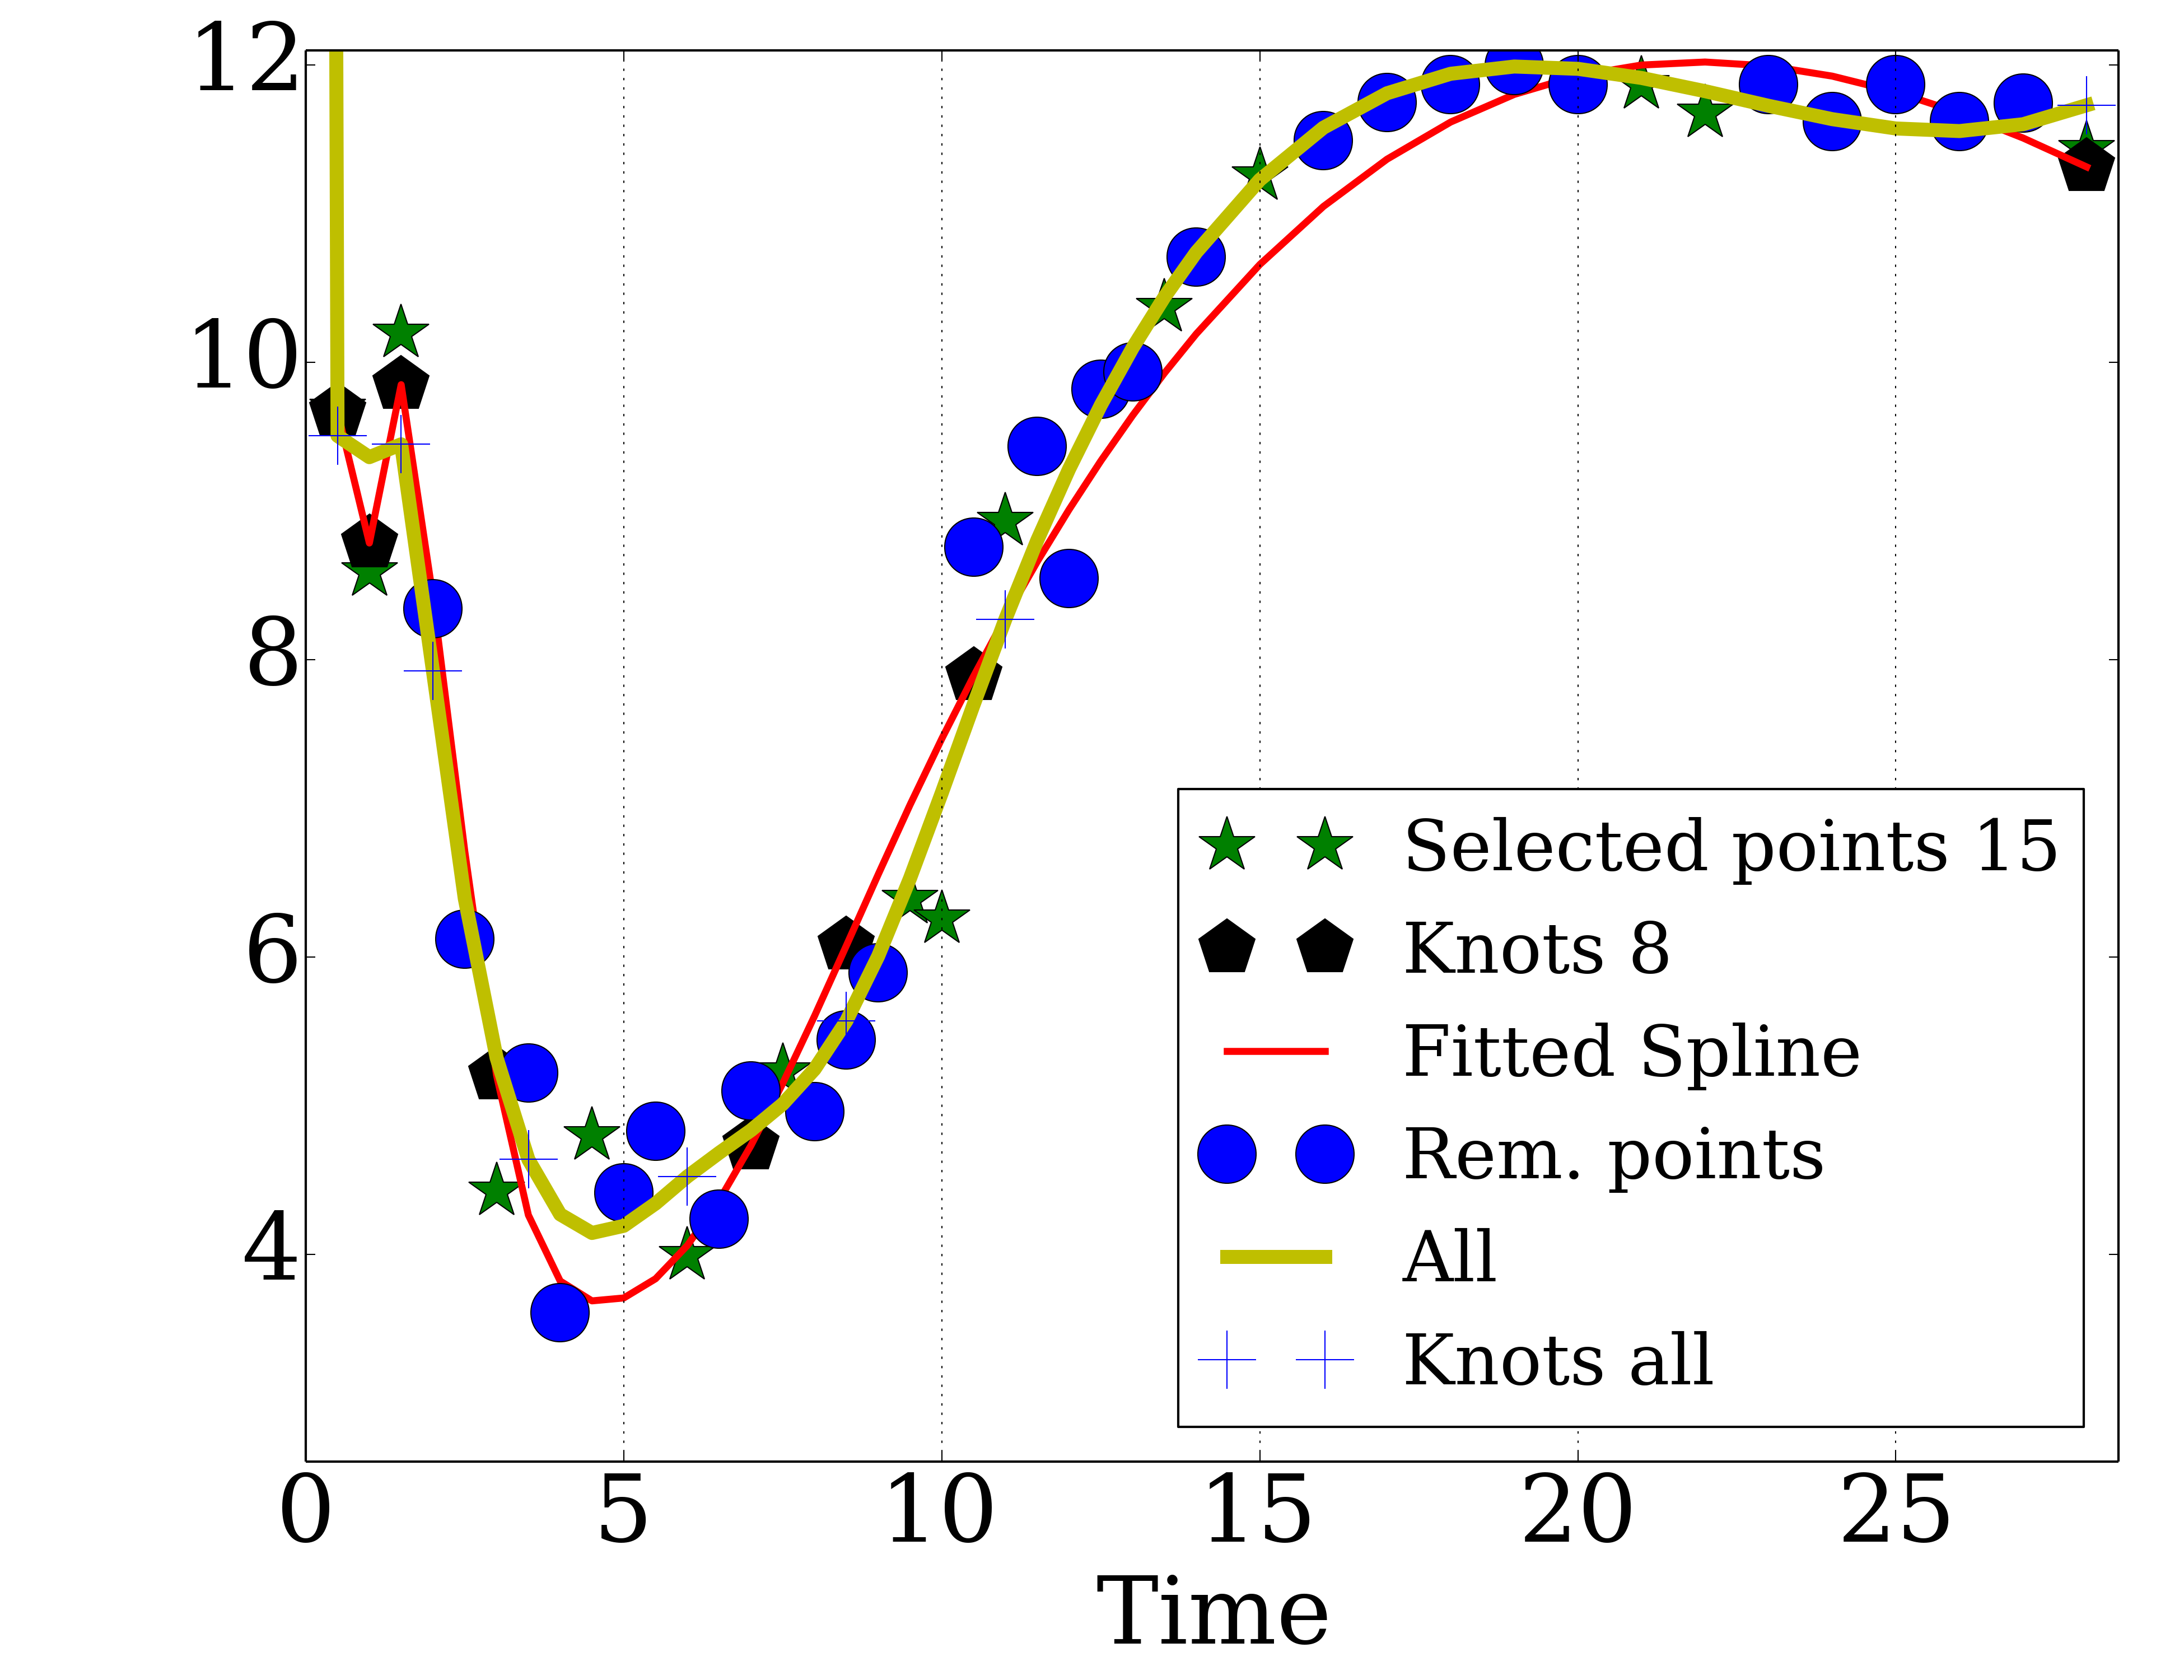 12
10
8
6
4
Selected points 15
Knots 8
Fitted Spline
Rem. points
All
Knots all
0 5 10 15 20 25
Time